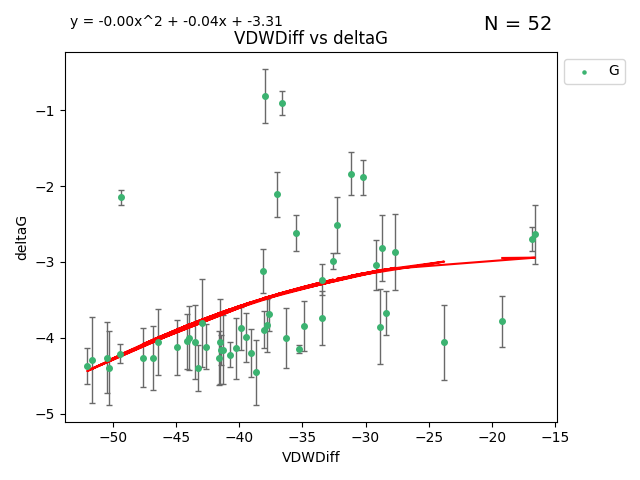 y = -0.00x^2 + -0.04x + -3.31
N = 52
VDWDiff vs deltaG
G
−1
−2
−3
−4
−5
deltaG
−50 −45 −40 −35 −30 −25 −20 −15
VDWDiff